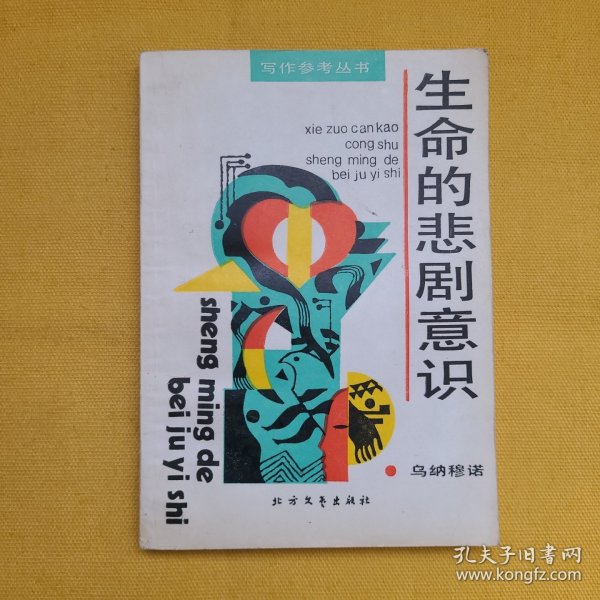 写作参考丛书
xie zuo can kao
cong shu
sheng ming de
bei ju yi shi
生命的悲剧意识
sheng ming de
bei ju yi shi
乌纳穆诺
北方文艺出版社
孔夫子旧书网
www.kongfz.com